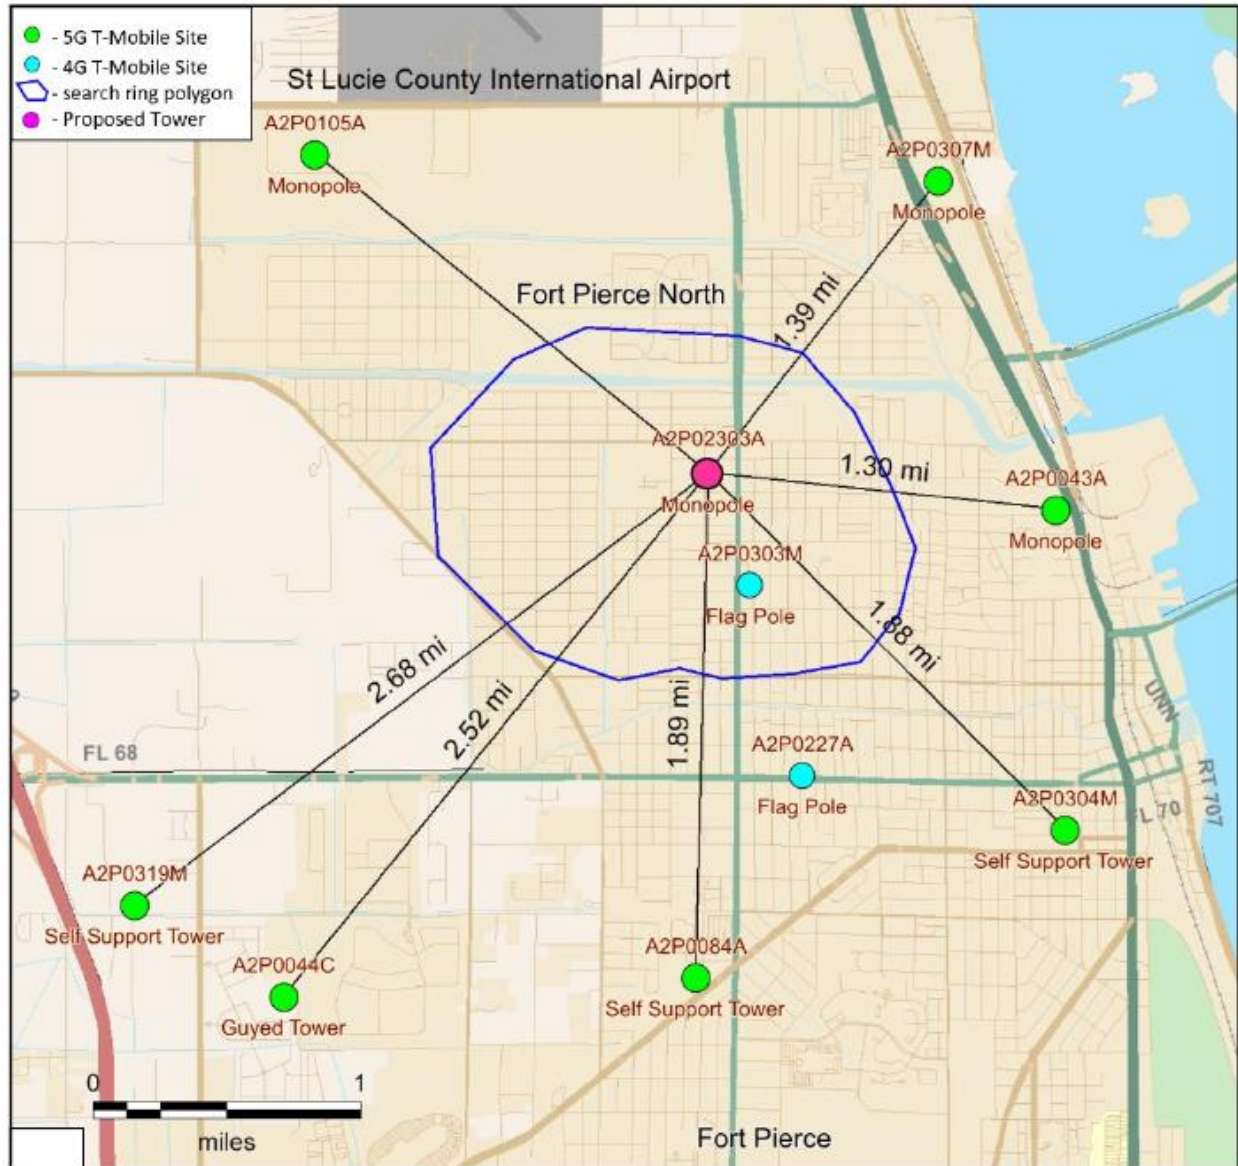 - 5G T-Mobile Site
- 4G T-Mobile Site
- search ring polygon
- Proposed Tower
St Lucie County International Airport
A2P0105A
Monopole
A2P0307M
Monopole
1.39 mi
Fort Pierce North
A2P02303A
Monopole
1.30 mi
A2P0043A
Monopole
A2P0303M
Flag Pole
1.88 mi
2.68 mi
2.52 mi
1.89 mi
UNN
FL 68
A2P0227A
Flag Pole
RT 707
A2P0304M
FL 70
Self Support Tower
A2P0319M
Self Support Tower
A2P0044C
Guyed Tower
A2P0084A
Self Support Tower
0 1
miles
Fort Pierce